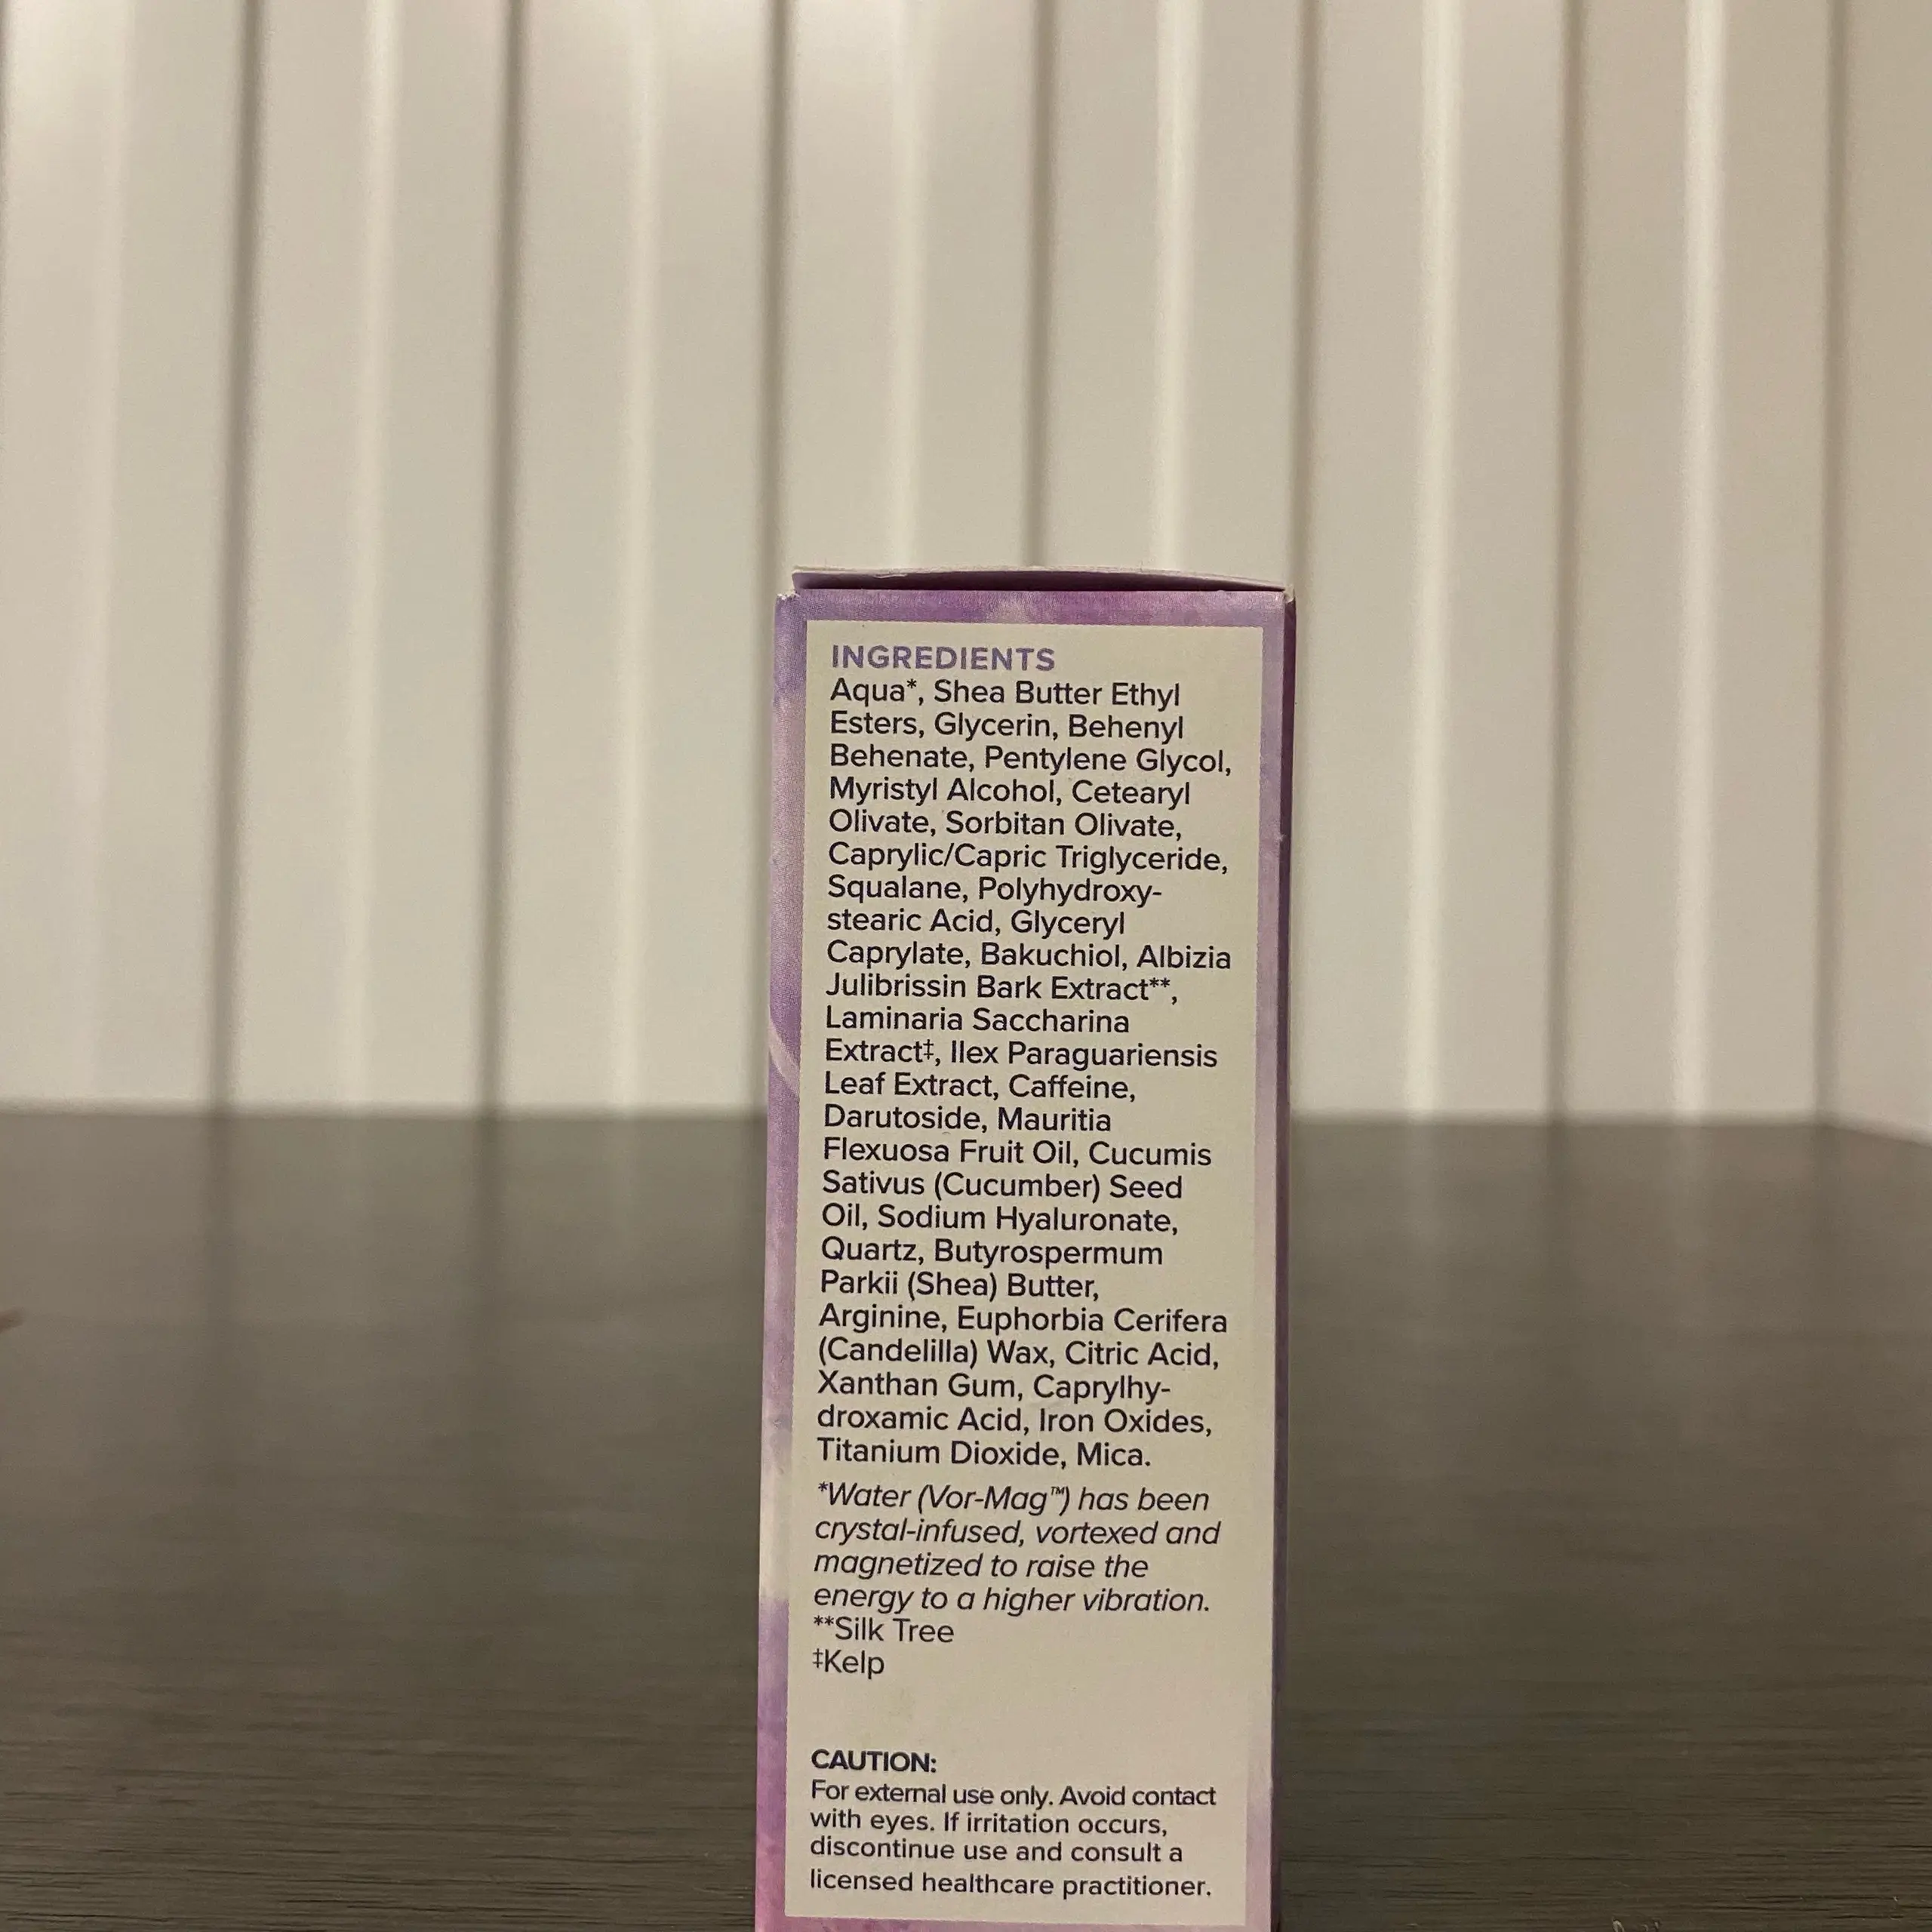 INGREDIENTS
Aqua*, Shea Butter Ethyl
Esters, Glycerin, Behenyl
Behenate, Pentylene Glycol,
Myristyl Alcohol, Cetearyl
Olivate, Sorbitan Olivate,
Caprylic/Capric Triglyceride,
Squalane, Polyhydroxy-
stearic Acid, Glyceryl
Caprylate, Bakuchiol, Albizia
Julibrissin Bark Extract**,
Laminaria Saccharina
Extract‡, Ilex Paraguariensis
Leaf Extract, Caffeine,
Darutoside, Mauritia
Flexuosa Fruit Oil, Cucumis
Sativus (Cucumber) Seed
Oil, Sodium Hyaluronate,
Quartz, Butyrospermum
Parkii (Shea) Butter,
Arginine, Euphorbia Cerifera
(Candelilla) Wax, Citric Acid,
Xanthan Gum, Caprylhy-
droxamic Acid, Iron Oxides,
Titanium Dioxide, Mica.
*Water (Vor-Mag™) has been
crystal-infused, vortexed and
magnetized to raise the
energy to a higher vibration.
**Silk Tree
‡Kelp
CAUTION:
For external use only. Avoid contact
with eyes. If irritation occurs,
discontinue use and consult a
licensed healthcare practitioner.